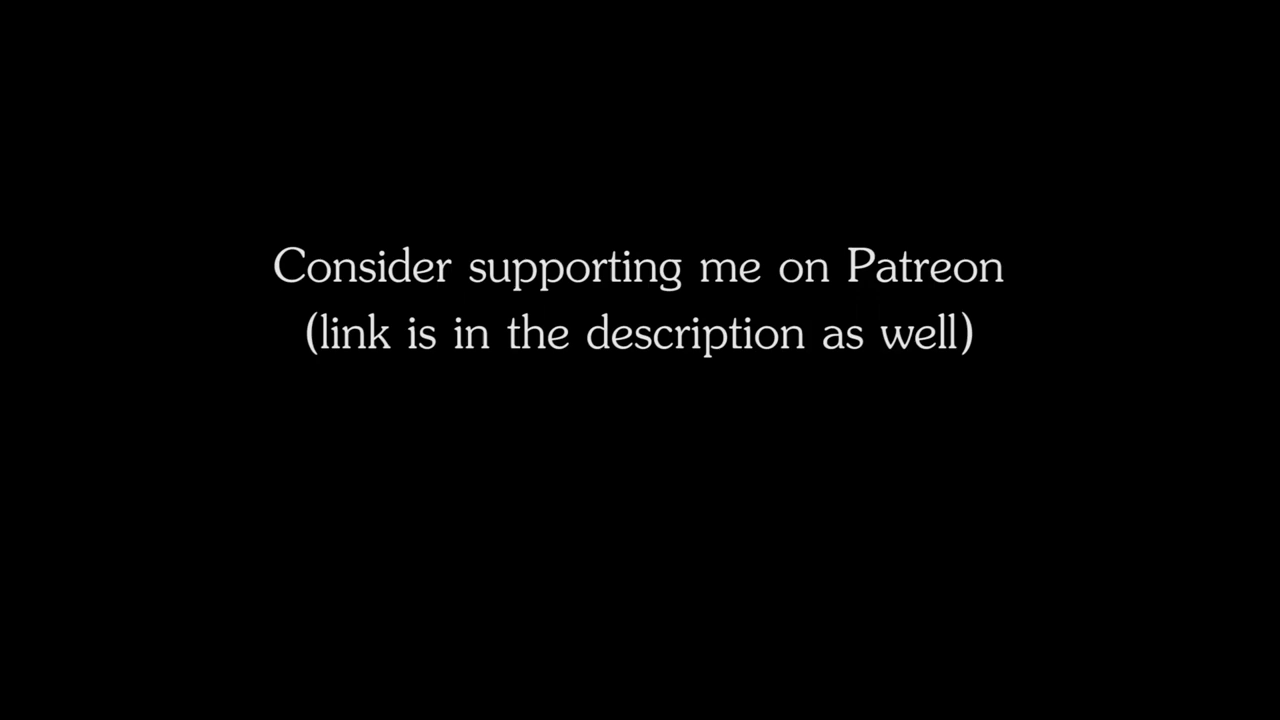 Consider supporting me on Patreon
(link is in the description as well)